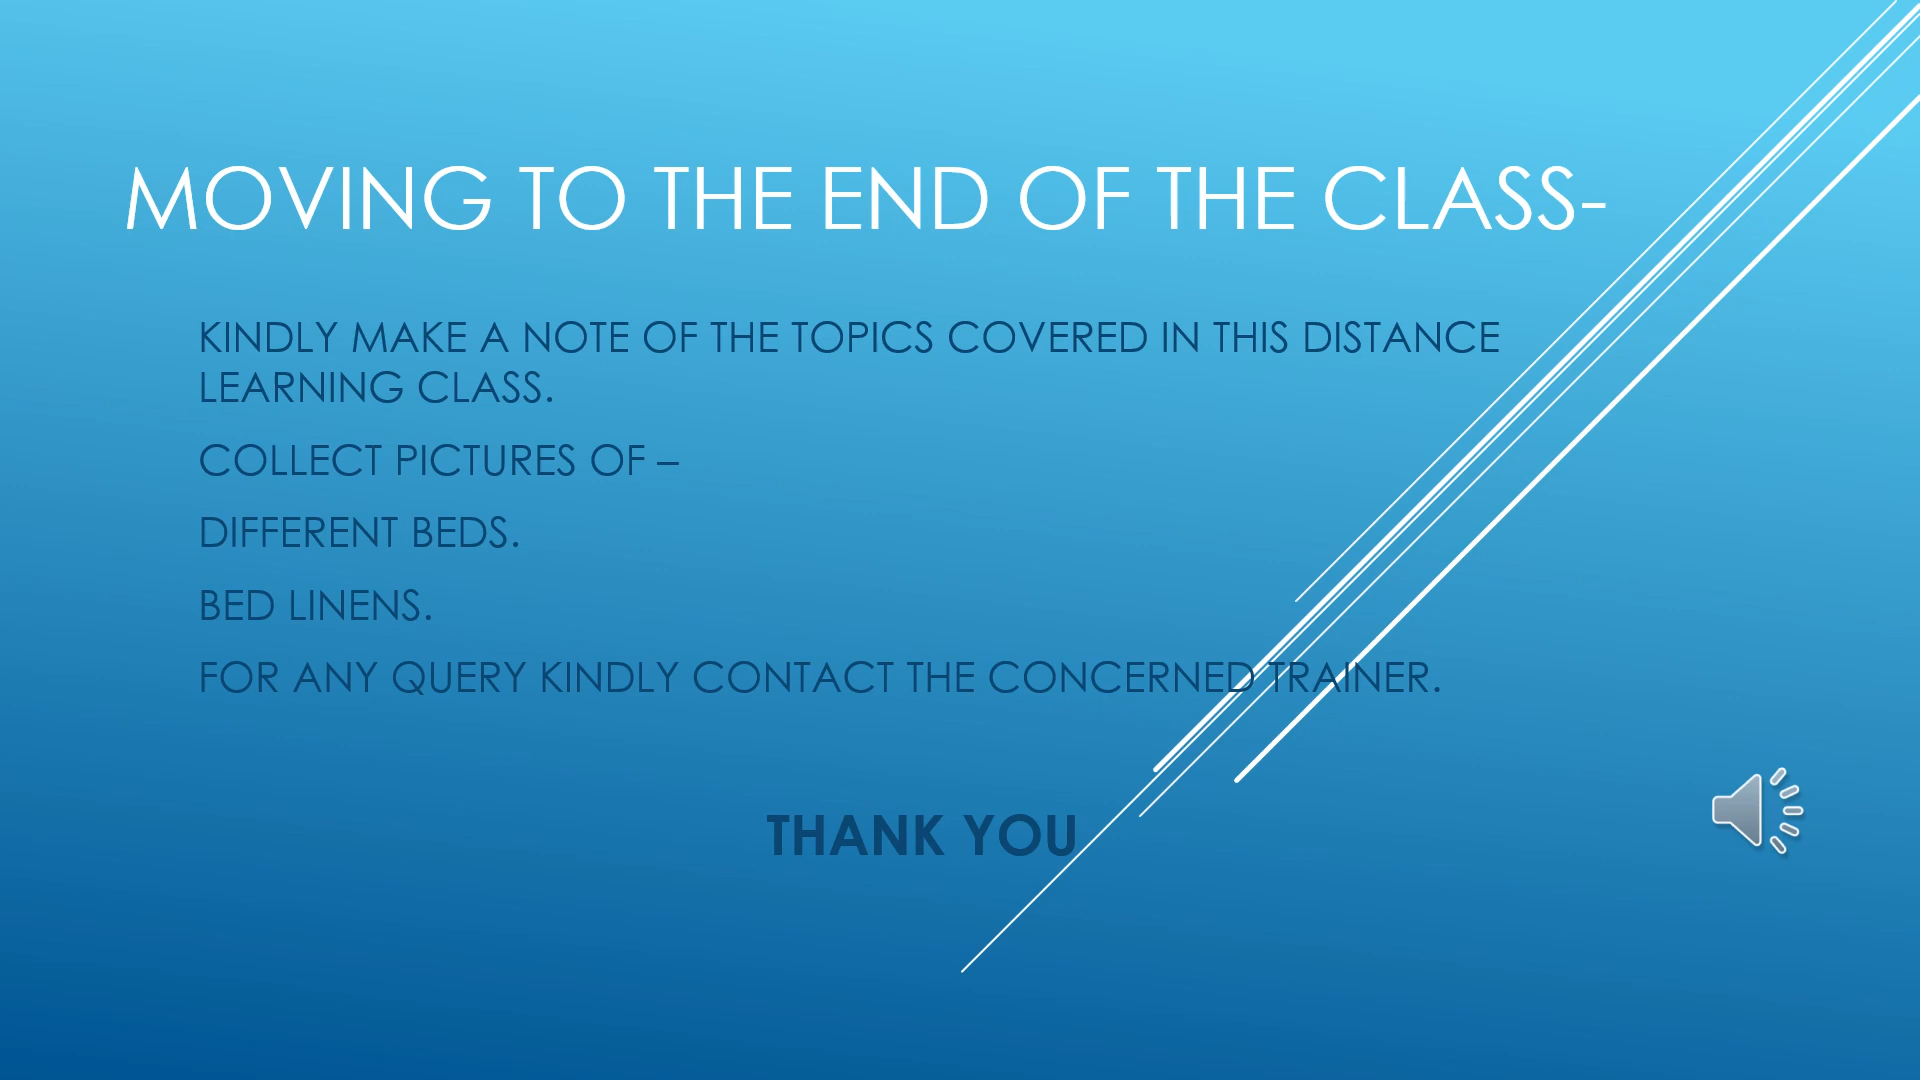 MOVING TO THE END OF THE CLASS-
KINDLY MAKE A NOTE OF THE TOPICS COVERED IN THIS DISTANCE
LEARNING CLASS.
COLLECT PICTURES OF –
DIFFERENT BEDS.
BED LINENS.
FOR ANY QUERY KINDLY CONTACT THE CONCERNED TRAINER.
THANK YOU